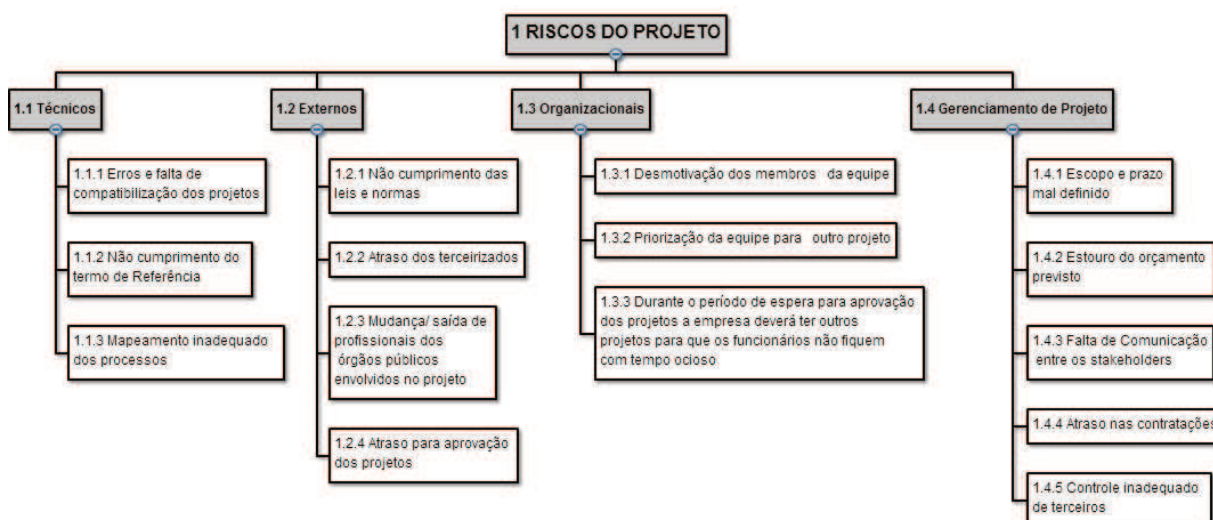 1 RISCOS DO PROJETO
1.1 Técnicos
1.1.1 Erros e falta de
compatibilização dos projetos
1.1.2 Não cumprimento do
termo de Referência
1.1.3 Mapeamento inadequado
dos processos
1.2 Externos
1.2.1 Não cumprimento das
leis e normas
1.2.2 Atraso dos terceirizados
1.2.3 Mudança/ saída de
profissionais dos
órgãos públicos
envolvidos no projeto
1.2.4 Atraso para aprovação
dos projetos
1.3 Organizacionais
1.3.1 Desmotivação dos membros da equipe
1.3.2 Priorização da equipe para outro projeto
1.3.3 Durante o período de espera para aprovação
dos projetos a empresa deverá ter outros
projetos para que os funcionários não fiquem
com tempo ocioso
1.4 Gerenciamento de Projeto
1.4.1 Escopo e prazo
mal definido
1.4.2 Estouro do orçamento
previsto
1.4.3 Falta de Comunicação
entre os stakeholders
1.4.4 Atraso nas contratações
1.4.5 Controle inadequado
de terceiros